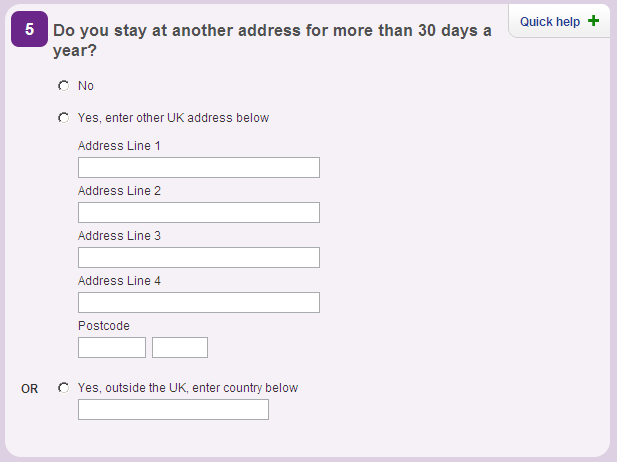 5
Do you stay at another address for more than 30 days a
year?
Quick help +
No
Yes, enter other UK address below
Address Line 1
Address Line 2
Address Line 3
Address Line 4
Postcode
OR
Yes, outside the UK, enter country below